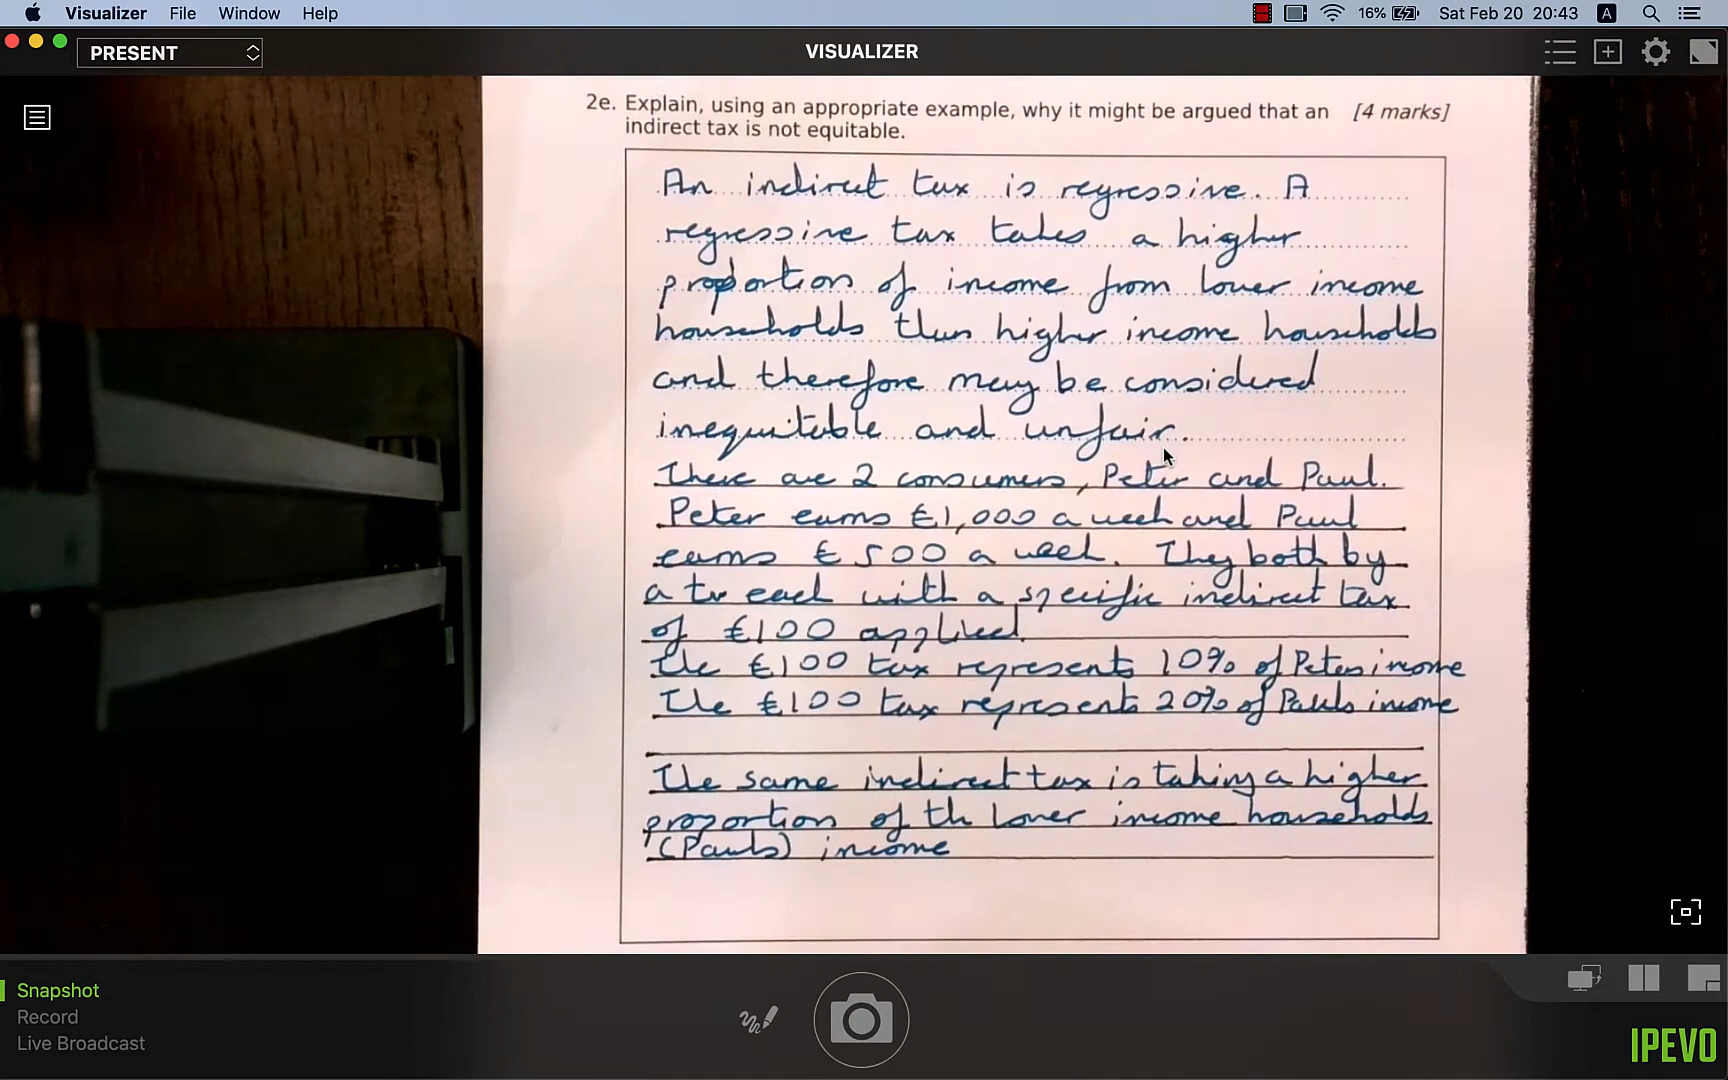 Visualizer File Window Help 16% Sat Feb 20 20:43 A
PRESENT VISUALIZER
2e. Explain, using an appropriate example, why it might be argued that an [4 marks]
indirect tax is not equitable.
An indirect tax is regressive. A
regressive tax takes a higher
proportion of income from lower income
households than higher income households
and therefore may be considered
inequitable and unfair.
There are 2 consumers, Peter and Paul.
Peter earns €1,000 a week and Paul
earns €500 a week. They both by
a tv each with a specific indirect tax
of €100 applied.
The €100 tax represents 10% of Peters income
The €100 tax represents 20% of Pauls income
The same indirect tax is taking a higher
proportion of th lower income households
(Pauls) income
Snapshot
Record
Live Broadcast
IPEVO